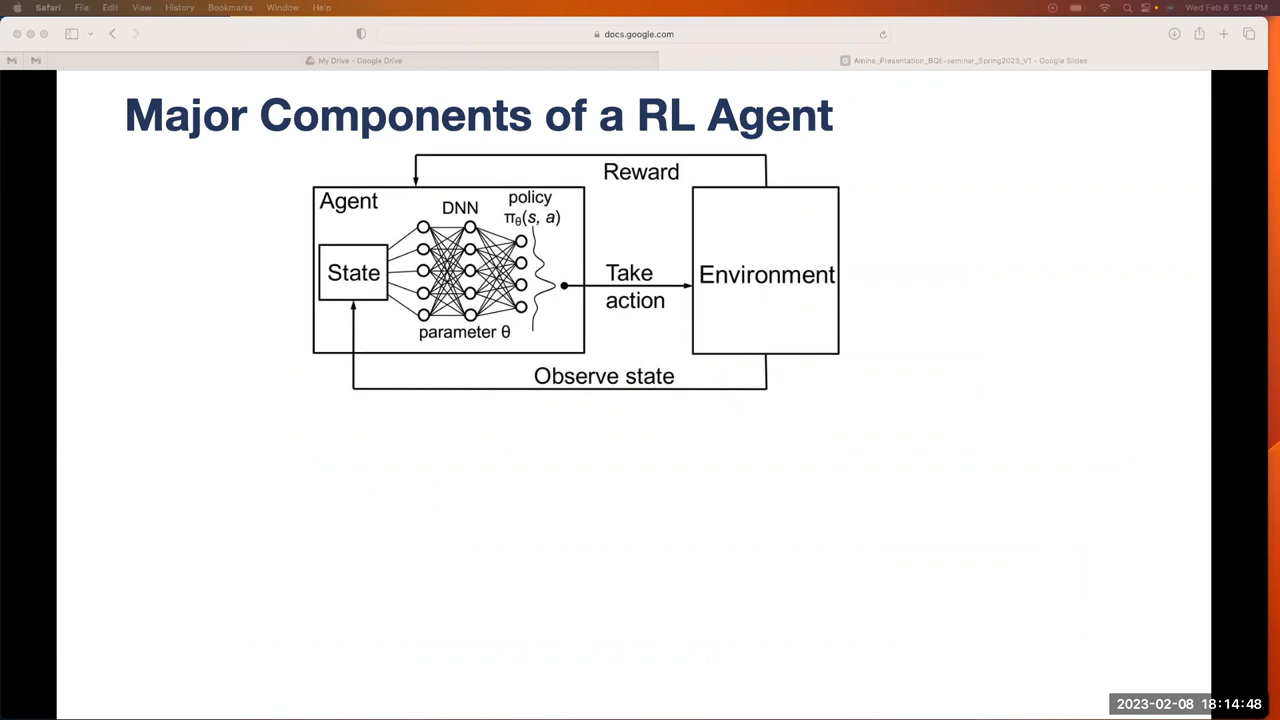 Safari File Edit View History Bookmarks Window Help Wed Feb 8 6:14 PM
docs.google.com
My Drive - Google Drive Amine_Presentation_BQE-seminar_Spring2023_V1 - Google Slides
Major Components of a RL Agent
Reward
Agent
DNN
policy
πθ(s, a)
State
Take
action
Environment
parameter θ
Observe state
2023-02-08 18:14:48